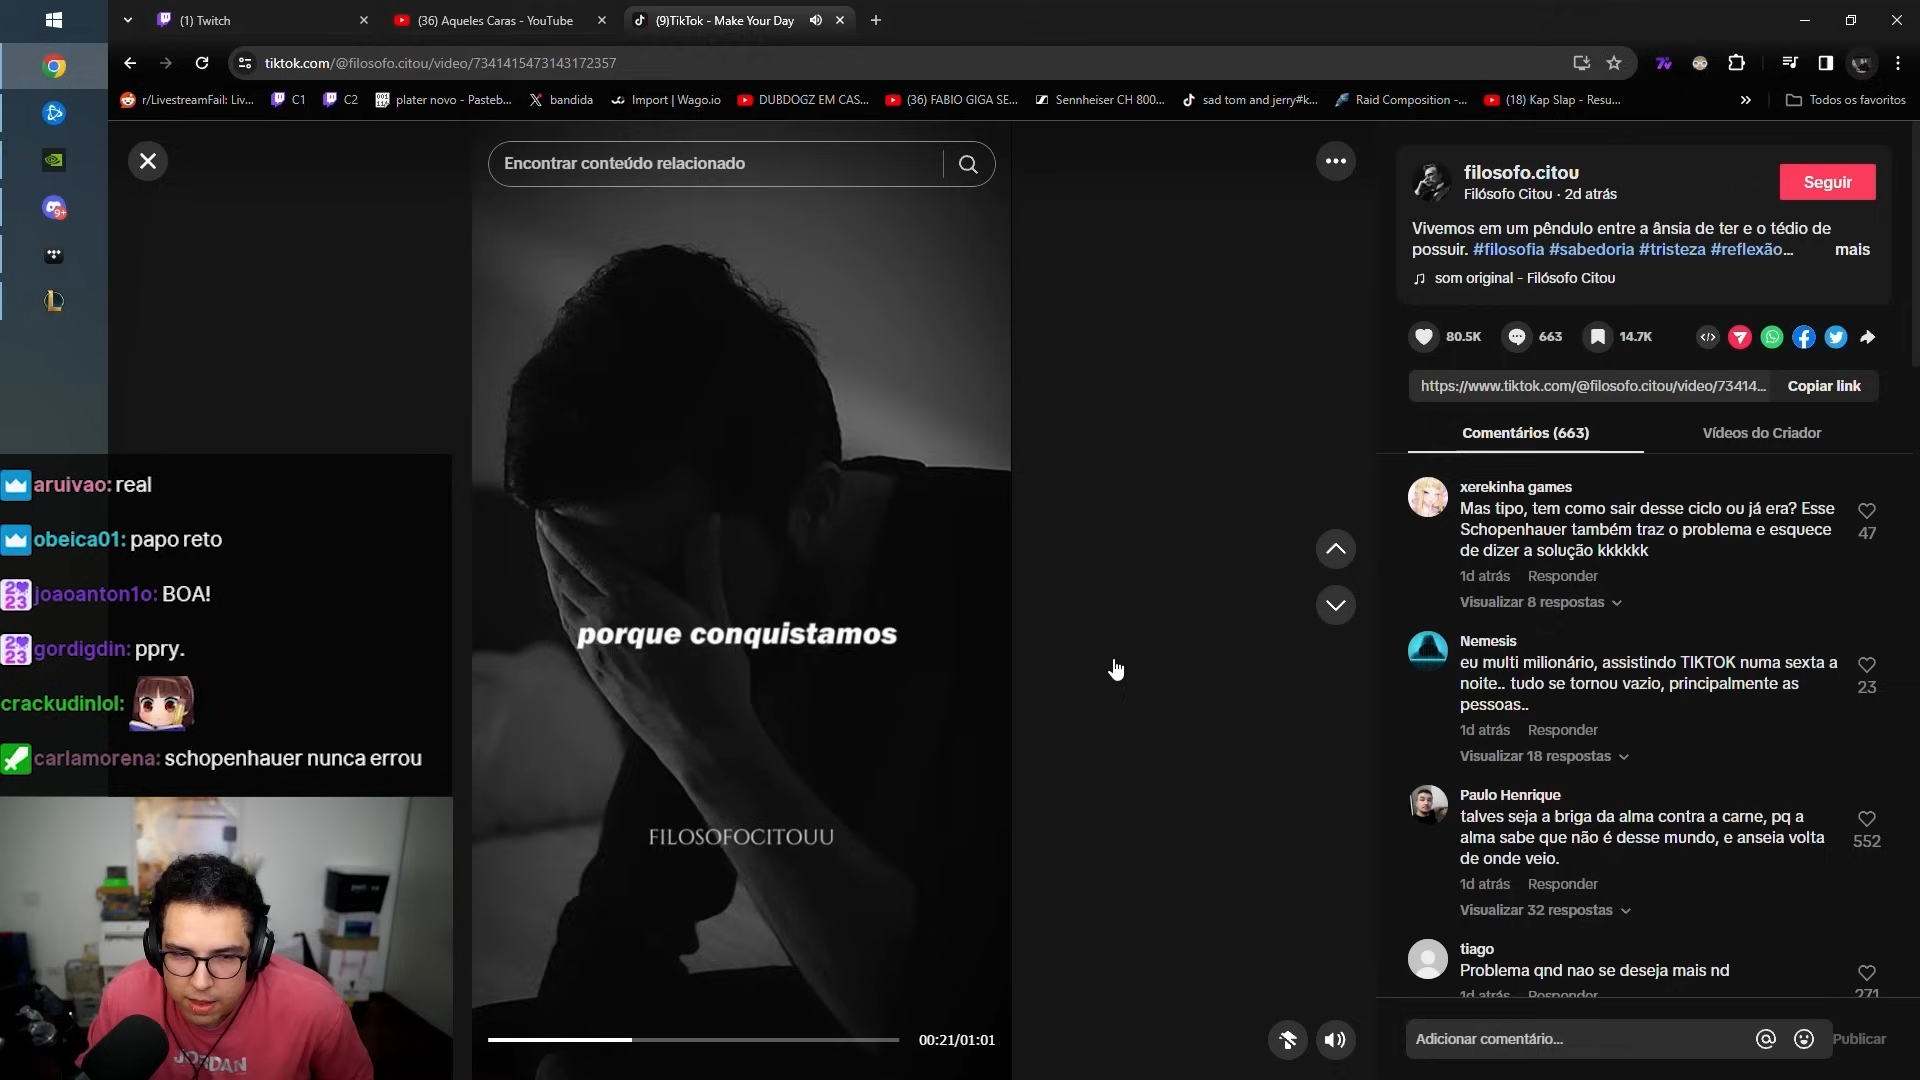 (1) Twitch
(36) Aqueles Caras - YouTube
(9)TikTok - Make Your Day
tiktok.com/@filosofo.citou/video/7341415473143172357
r/LivestreamFail: Liv...
C1
C2
plater novo - Pasteb...
bandida
Import | Wago.io
DUBDOGZ EM CAS...
(36) FABIO GIGA SE...
Sennheiser CH 800...
sad tom and jerry#k...
Raid Composition -...
(18) Kap Slap - Resu...
Todos os favoritos
9+
Encontrar conteúdo relacionado
porque conquistamos
FILOSOFOCITOUU
00:21/01:01
aruivao: real
obeica01: papo reto
2023
joaoanton1o: BOA!
2023
gordigdin: ppry.
crackudinlol:
carlamorena: schopenhauer nunca errou
JORDAN
filosofo.citou
Filósofo Citou · 2d atrás
Seguir
Vivemos em um pêndulo entre a ânsia de ter e o tédio de
possuir. #filosofia #sabedoria #tristeza #reflexão... mais
som original - Filósofo Citou
80.5K
663
14.7K
https://www.tiktok.com/@filosofo.citou/video/73414...
Copiar link
Comentários (663)
Vídeos do Criador
xerekinha games
Mas tipo, tem como sair desse ciclo ou já era? Esse
Schopenhauer também traz o problema e esquece
de dizer a solução kkkkkk
47
1d atrás Responder
Visualizar 8 respostas
Nemesis
eu multi milionário, assistindo TIKTOK numa sexta a
noite.. tudo se tornou vazio, principalmente as
pessoas..
23
1d atrás Responder
Visualizar 18 respostas
Paulo Henrique
talves seja a briga da alma contra a carne, pq a
alma sabe que não é desse mundo, e anseia volta
de onde veio.
552
1d atrás Responder
Visualizar 32 respostas
tiago
Problema qnd nao se deseja mais nd
1d atrás Responder
271
Adicionar comentário...
Publicar